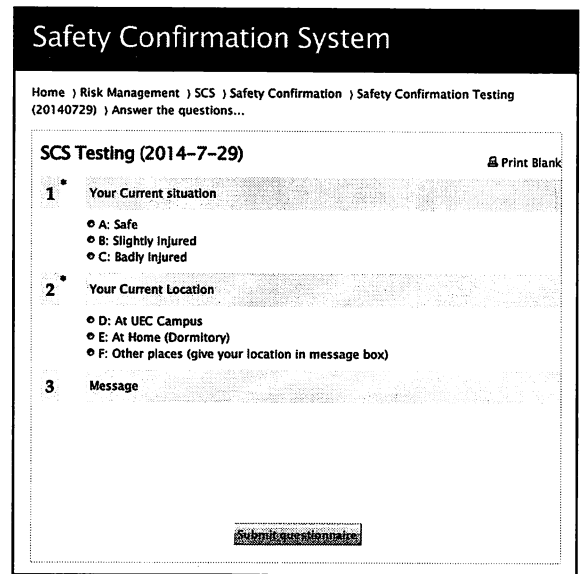 Safety Confirmation System
Home ⟩ Risk Management ⟩ SCS ⟩ Safety Confirmation ⟩ Safety Confirmation Testing
(20140729) ⟩ Answer the questions...
SCS Testing (2014-7-29)
Print Blank
1* Your Current situation
A: Safe
B: Slightly Injured
C: Badly Injured
2* Your Current Location
D: At UEC Campus
E: At Home (Dormitory)
F: Other places (give your location in message box)
3 Message
Submit questionnaire